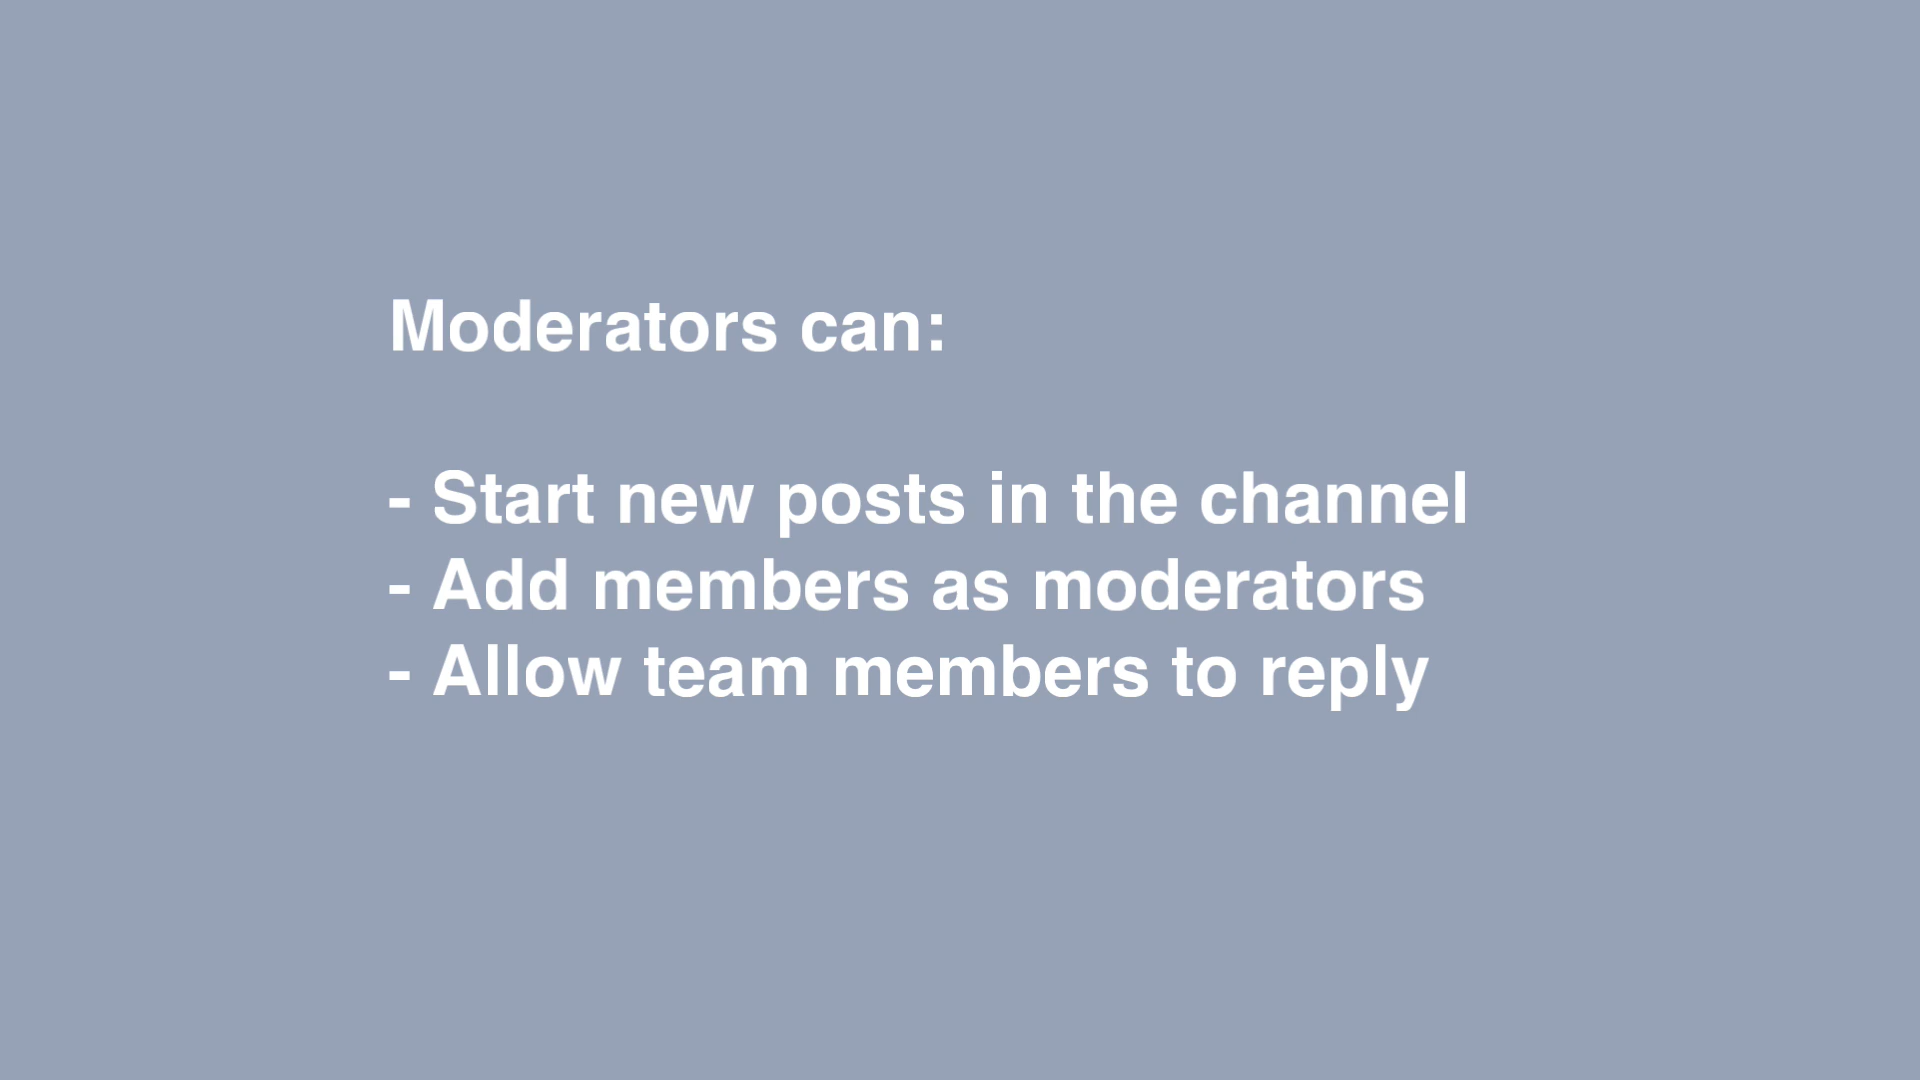 Moderators can:
- Start new posts in the channel
- Add members as moderators
- Allow team members to reply